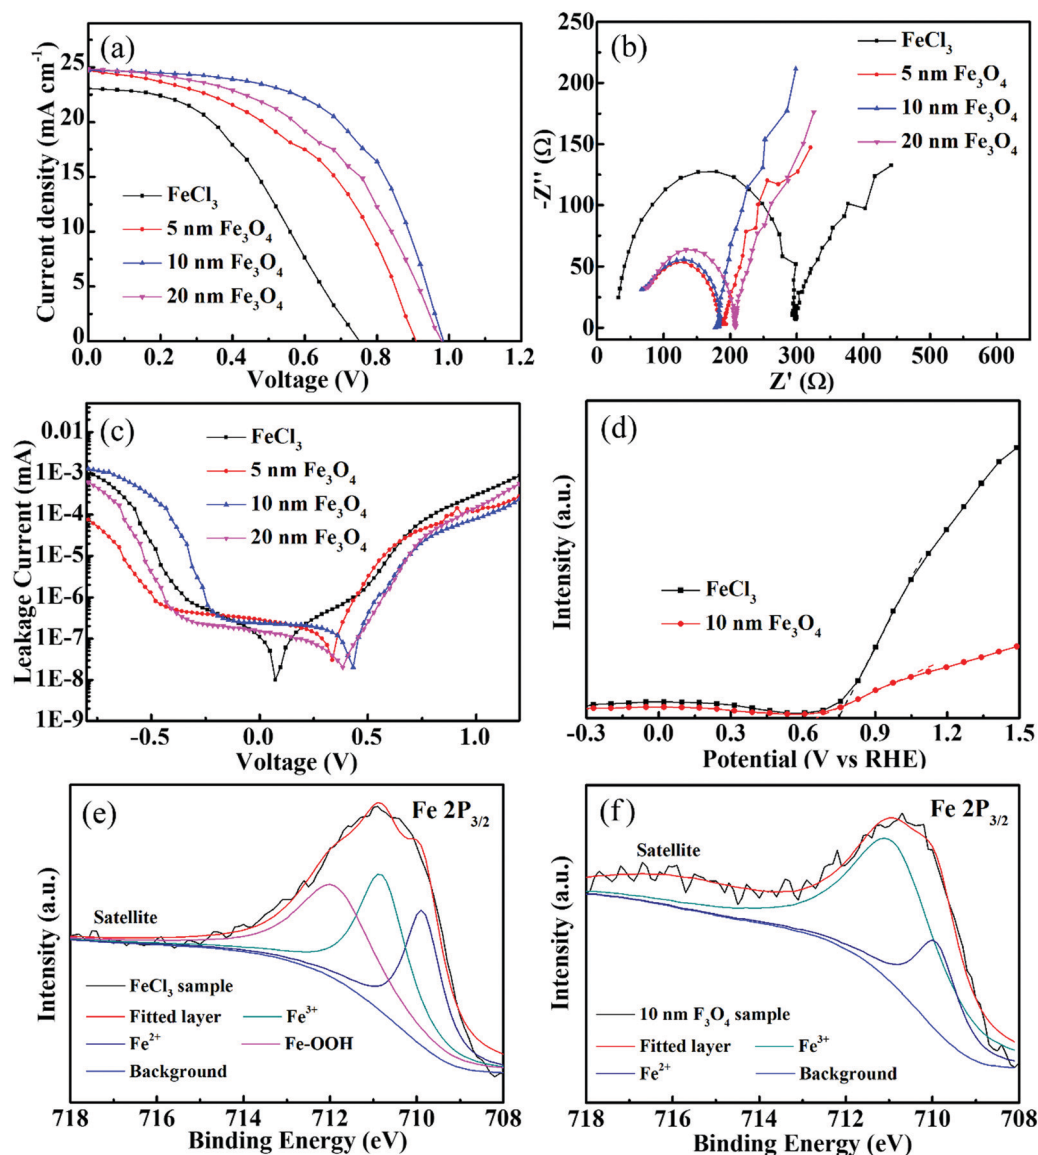 (a)
Current density (mA cm⁻¹)
30
25
20
15
10
5
0
FeCl₃
5 nm Fe₃O₄
10 nm Fe₃O₄
20 nm Fe₃O₄
0.0 0.2 0.4 0.6 0.8 1.0 1.2
Voltage (V)
(b)
-Z'' (Ω)
-250
-200
-150
-100
-50
0
FeCl₃
5 nm Fe₃O₄
10 nm Fe₃O₄
20 nm Fe₃O₄
0 100 200 300 400 500 600
Z' (Ω)
(c)
Leakage Current (mA)
0.01
1E-3
1E-4
1E-5
1E-6
1E-7
1E-8
1E-9
FeCl₃
5 nm Fe₃O₄
10 nm Fe₃O₄
20 nm Fe₃O₄
-0.5 0.0 0.5 1.0
Voltage (V)
(d)
Intensity (a.u.)
FeCl₃
10 nm Fe₃O₄
-0.3 0.0 0.3 0.6 0.9 1.2 1.5
Potential (V vs RHE)
(e)
Fe 2P₃/₂
Intensity (a.u.)
Satellite
FeCl₃ sample
Fitted layer Fe³⁺
Fe²⁺ Fe-OOH
Background
718 716 714 712 710 708
Binding Energy (eV)
(f)
Fe 2P₃/₂
Intensity (a.u.)
Satellite
10 nm F₃O₄ sample
Fitted layer Fe³⁺
Fe²⁺ Background
718 716 714 712 710 708
Binding Energy (eV)